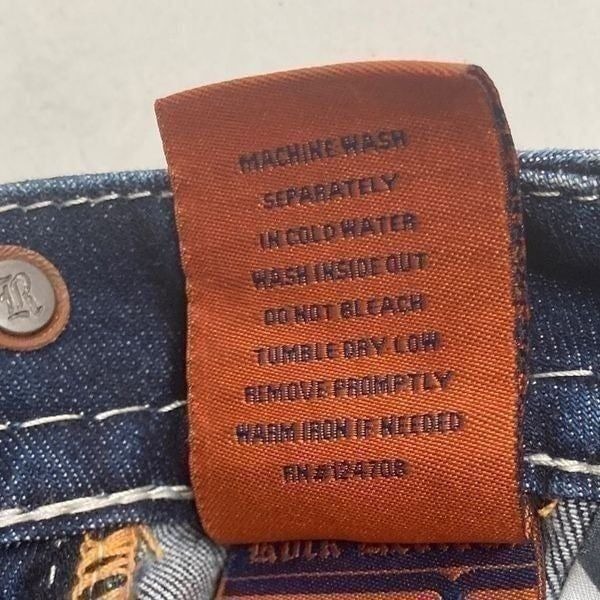 MACHINE WASH
SEPARATELY
IN COLD WATER
WASH INSIDE OUT
DO NOT BLEACH
TUMBLE DRY LOW
REMOVE PROMPTLY
WARM IRON IF NEEDED
RN#124708
R